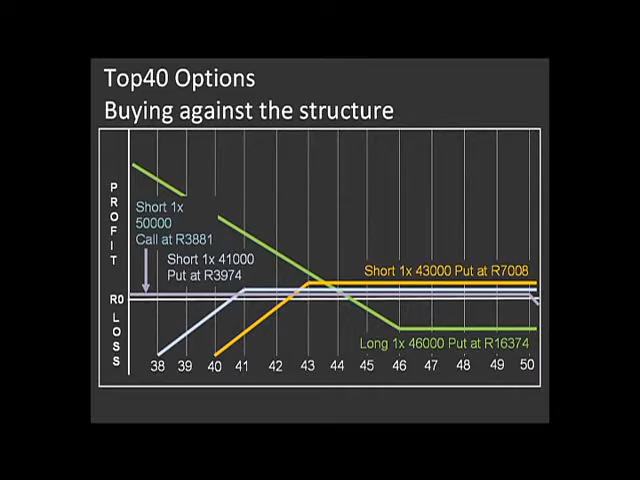 Top40 Options
Buying against the structure
PROFIT
Short 1x
50000
Call at R3881
Short 1x 41000
Put at R3974
Short 1x 43000 Put at R7008
R0
LOSS
Long 1x 46000 Put at R16374
38 39 40 41 42 43 44 45 46 47 48 49 50